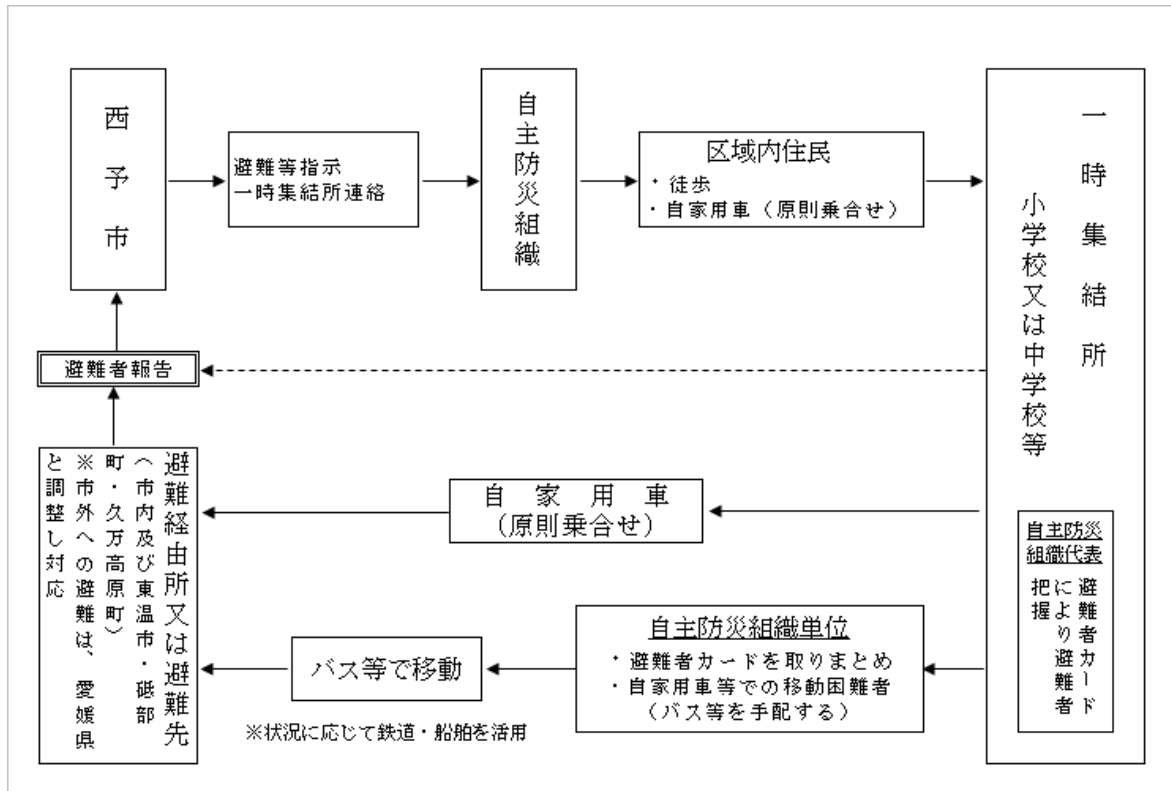 西予市
避難等指示
一時集結所連絡
自主防災組織
区域内住民
・徒歩
・自家用車（原則乗合せ）
一時集結所
小学校又は中学校等
自主防災
組織代表
避難者カード
により避難者
把握
避難者報告
自家用車
（原則乗合せ）
自主防災組織単位
・避難者カードを取りまとめ
・自家用車等での移動困難者
（バス等を手配する）
バス等で移動
※状況に応じて鉄道・船舶を活用
避難経由所又は避難先
（市内及び東温市・砥部
町・久万高原町）
※市外への避難は、愛媛県
と調整し対応